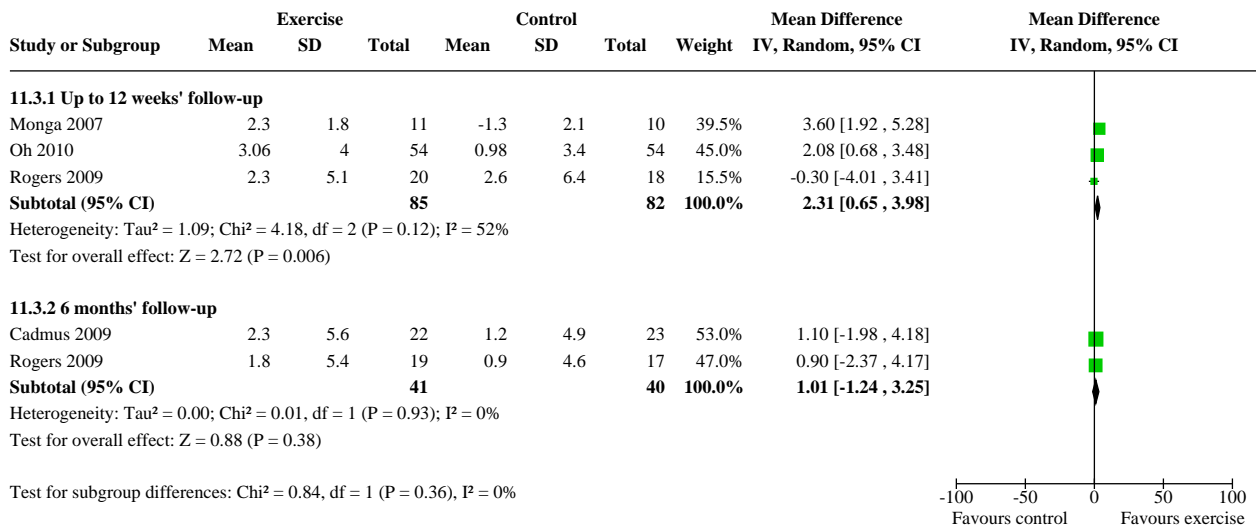 Exercise Control Mean Difference Mean Difference
Study or Subgroup Mean SD Total Mean SD Total Weight IV, Random, 95% CI IV, Random, 95% CI
11.3.1 Up to 12 weeks' follow-up
Monga 2007 2.3 1.8 11 -1.3 2.1 10 39.5% 3.60 [1.92 , 5.28]
Oh 2010 3.06 4 54 0.98 3.4 54 45.0% 2.08 [0.68 , 3.48]
Rogers 2009 2.3 5.1 20 2.6 6.4 18 15.5% -0.30 [-4.01 , 3.41]
Subtotal (95% CI) 85 82 100.0% 2.31 [0.65 , 3.98]
Heterogeneity: Tau² = 1.09; Chi² = 4.18, df = 2 (P = 0.12); I² = 52%
Test for overall effect: Z = 2.72 (P = 0.006)
11.3.2 6 months' follow-up
Cadmus 2009 2.3 5.6 22 1.2 4.9 23 53.0% 1.10 [-1.98 , 4.18]
Rogers 2009 1.8 5.4 19 0.9 4.6 17 47.0% 0.90 [-2.37 , 4.17]
Subtotal (95% CI) 41 40 100.0% 1.01 [-1.24 , 3.25]
Heterogeneity: Tau² = 0.00; Chi² = 0.01, df = 1 (P = 0.93); I² = 0%
Test for overall effect: Z = 0.88 (P = 0.38)
Test for subgroup differences: Chi² = 0.84, df = 1 (P = 0.36), I² = 0%
-100 -50 0 50 100
Favours control Favours exercise